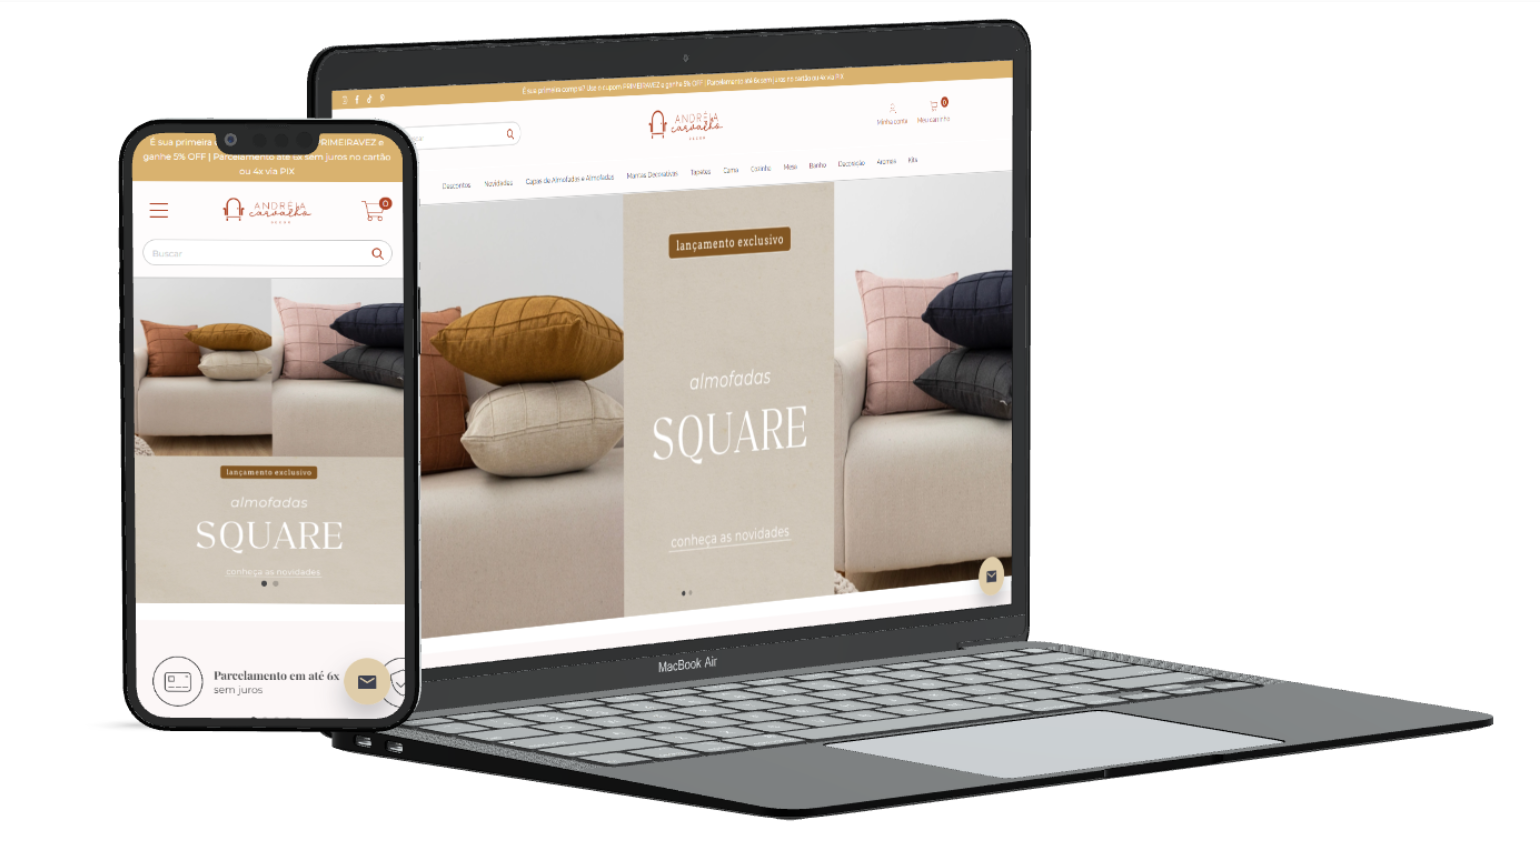 É sua primeira
PRIMEIRAVEZ e
ganhe 5% OFF | Parcelamento até 6x sem juros no cartão
ou 4x via PIX
ANDRÉIA
carvalho
DECOR
0
Buscar
lançamento exclusivo
almofadas
SQUARE
conheça as novidades
Parcelamento em até 6x
sem juros
É sua primeira compra? Use o cupom PRIMEIRAVEZ e ganhe 5% OFF | Parcelamento até 6x sem juros no cartão ou 4x via PIX
ANDRÉIA
carvalho
DECOR
0
Minha conta Meu carrinho
Descontos Novidades Capas de Almofadas e Almofadas Mantas Decorativas Tapetes Cama Cozinha Mesa Banho Decoração Aromas Kits
lançamento exclusivo
almofadas
SQUARE
conheça as novidades
MacBook Air